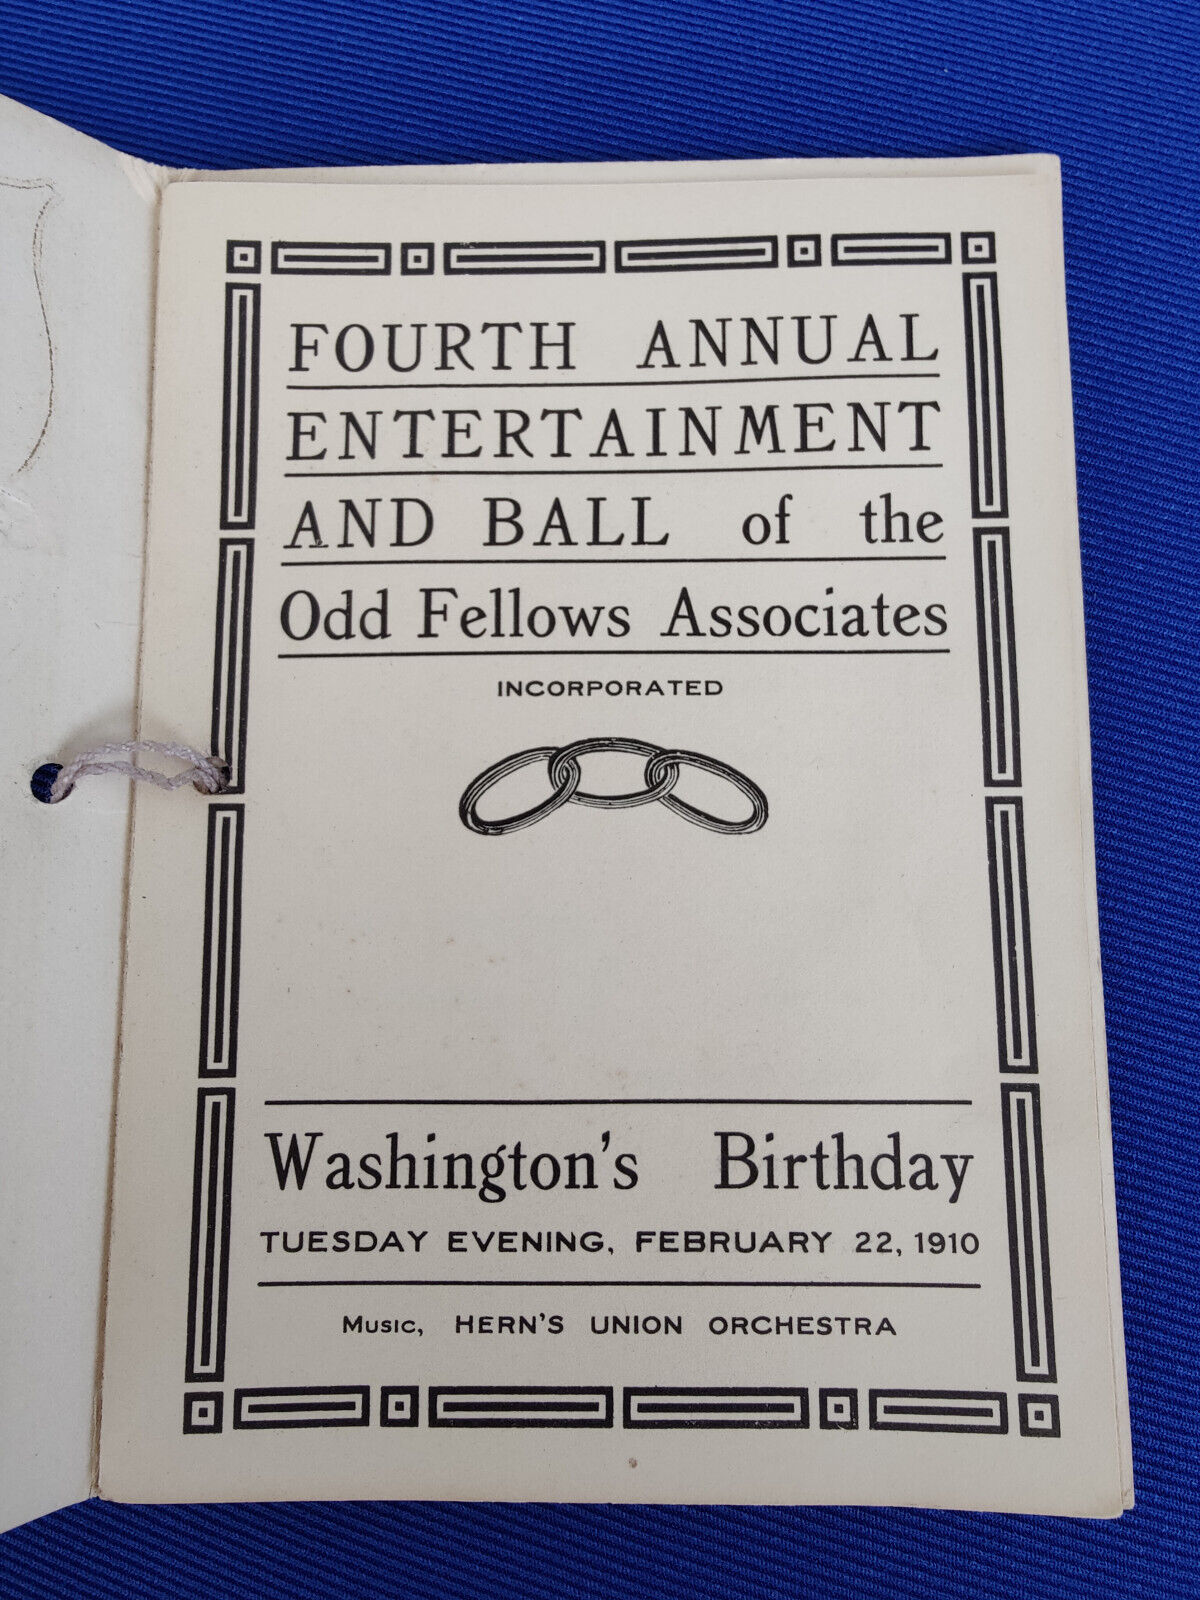 FOURTH ANNUAL
ENTERTAINMENT
AND BALL of the
Odd Fellows Associates
INCORPORATED
Washington's Birthday
TUESDAY EVENING, FEBRUARY 22, 1910
Music, HERN'S UNION ORCHESTRA